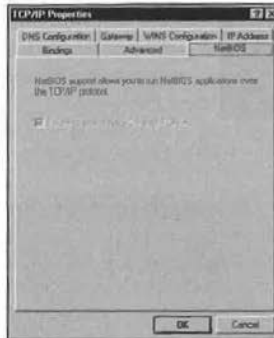 TCP/IP Properties
DNS Configuration Gateway WINS Configuration IP Address
Bindings Advanced NetBIOS
NetBIOS support allows you to run NetBIOS applications over
the TCP/IP protocol.
OK Cancel